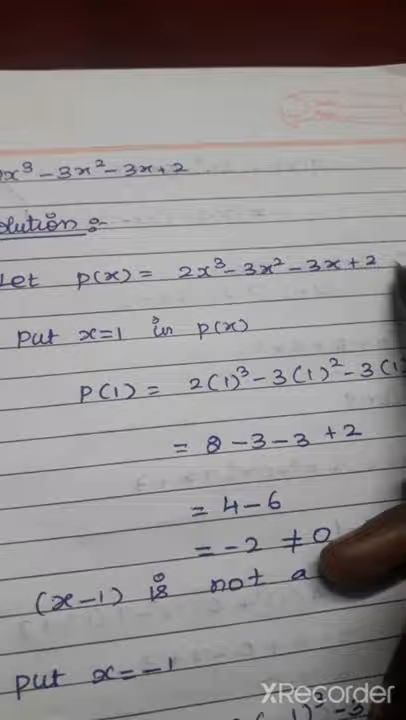 x³ - 3x² - 3x + 2
olution :-
Let P(x) = 2x³ - 3x² - 3x + 2
Put x=1 in P(x)
P(1) = 2(1)³ - 3(1)² - 3(1)
= 8 - 3 - 3 + 2
= 4 - 6
= -2 ≠ 0
(x-1) is not a
Put x = -1
XRecorder